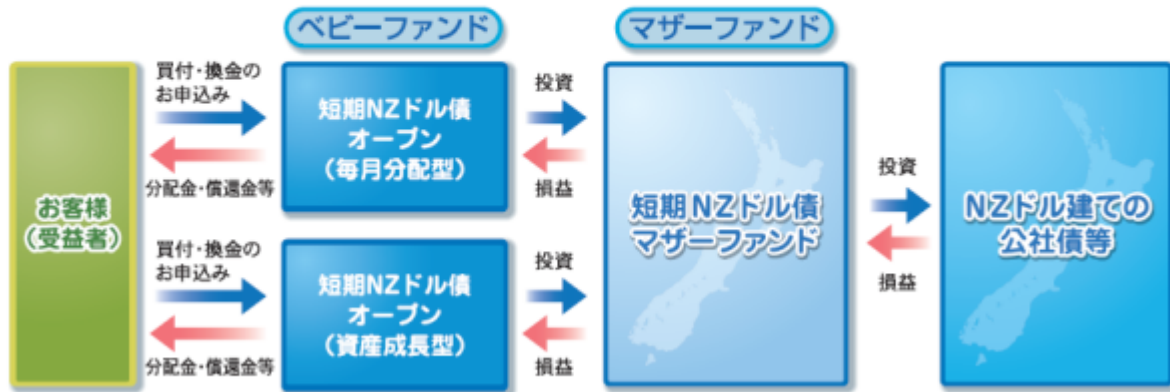 ベビーファンド
マザーファンド
お客様
（受益者）
買付・換金の
お申込み
分配金・償還金等
短期NZドル債
オープン
（毎月分配型）
投資
損益
買付・換金の
お申込み
分配金・償還金等
短期NZドル債
オープン
（資産成長型）
投資
損益
短期NZドル債
マザーファンド
投資
損益
NZドル建ての
公社債等